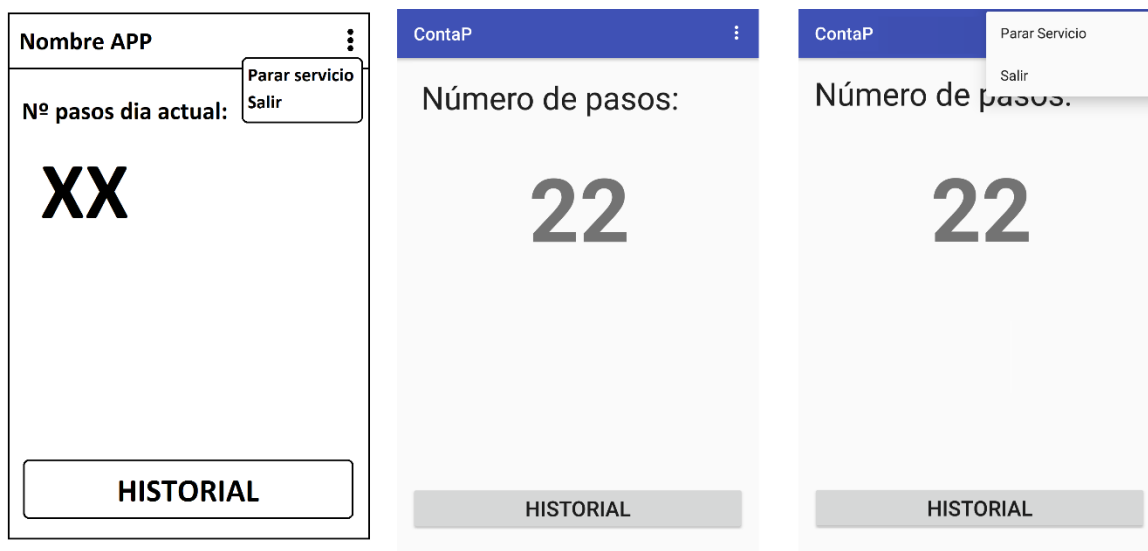 Nombre APP
Parar servicio
Salir
Nº pasos dia actual:
XX
HISTORIAL
ContaP
Número de pasos:
22
HISTORIAL
ContaP
Parar Servicio
Salir
Número de pasos:
22
HISTORIAL